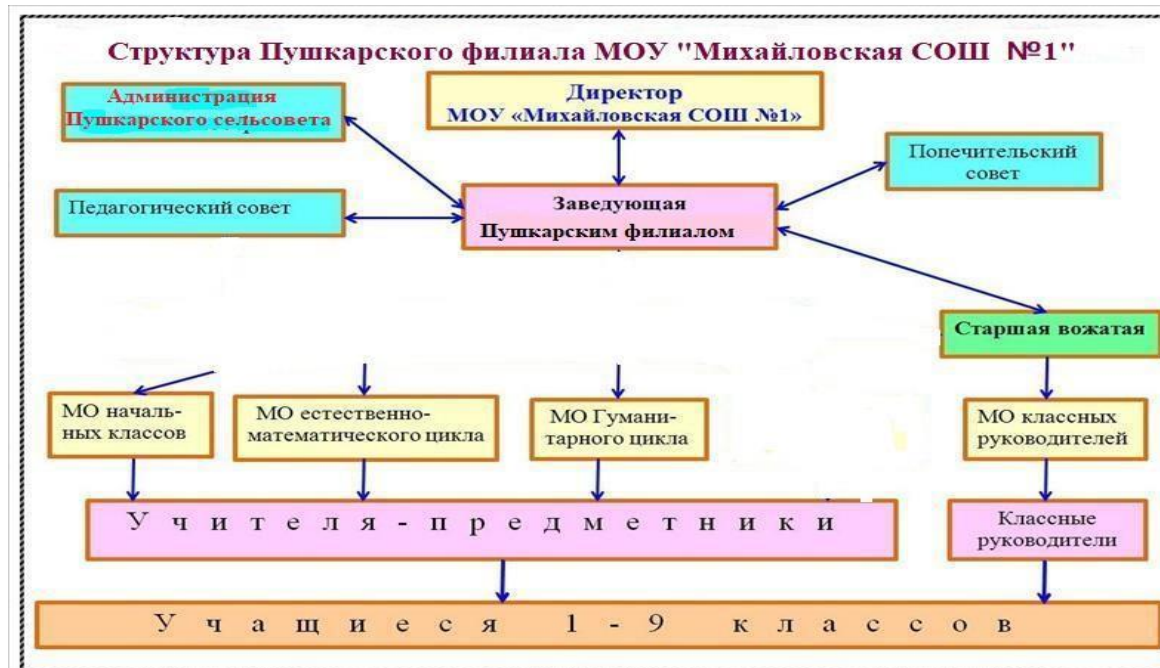 Структура Пушкарского филиала МОУ "Михайловская СОШ №1"
Администрация
Пушкарского сельсовета
Директор
МОУ «Михайловская СОШ №1»
Попечительский
совет
Педагогический совет
Заведующая
Пушкарским филиалом
Старшая вожатая
МО началь-
ных классов
МО естественно-
математического цикла
МО Гумани-
тарного цикла
МО классных
руководителей
Учителя-предметники
Классные
руководители
Учащиеся 1-9 классов